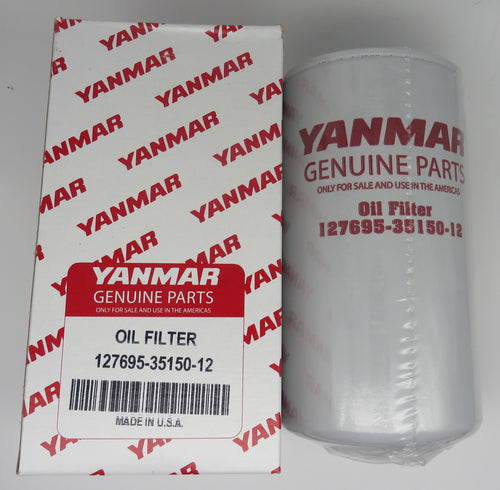 YANMAR
GENUINE PARTS
ONLY FOR SALE AND USE IN THE AMERICAS
OIL FILTER
127695-35150-12
MADE IN U.S.A.
YANMAR
GENUINE PARTS
ONLY FOR SALE AND USE IN THE AMERICAS
Oil Filter
127695-35150-12
YANMAR
YANMAR
YANMAR
YANMAR
YANMAR
YANMAR